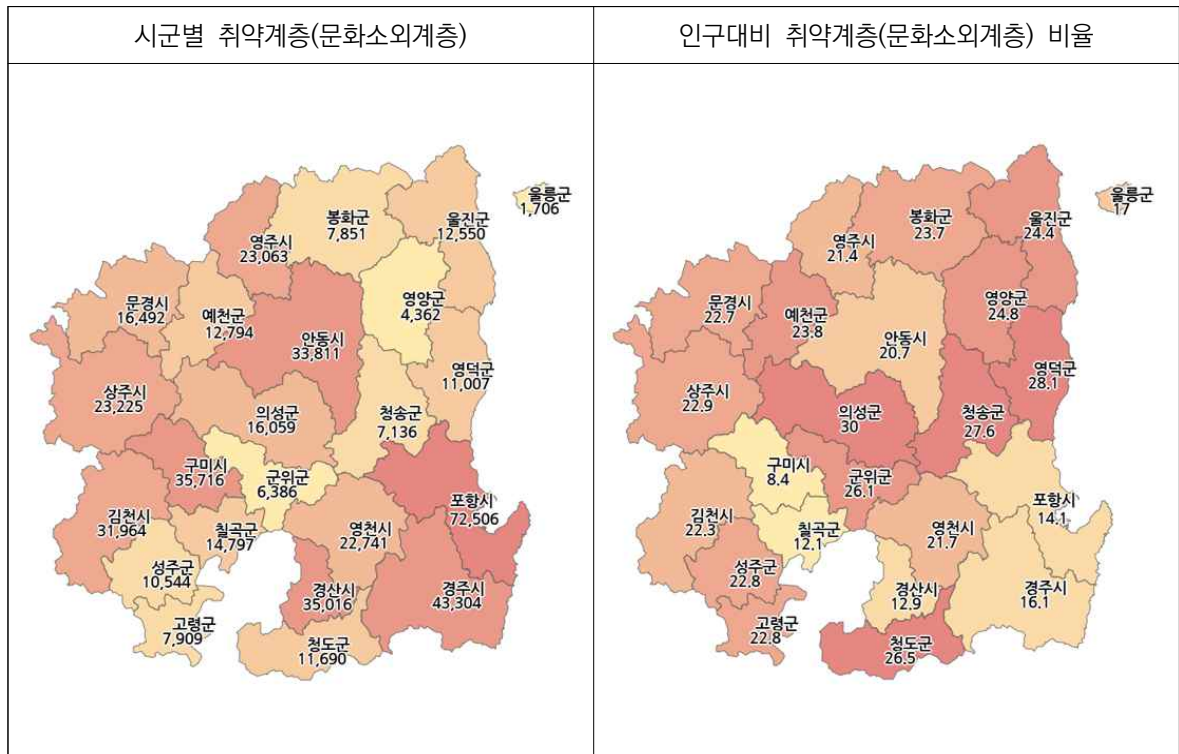 시군별 취약계층(문화소외계층)
인구대비 취약계층(문화소외계층) 비율
울릉군
1,706
봉화군
7,851
울진군
12,550
영주시
23,063
영양군
4,362
문경시
16,492
예천군
12,794
안동시
33,811
영덕군
11,007
상주시
23,225
의성군
16,059
청송군
7,136
구미시
35,716
군위군
6,386
포항시
72,506
김천시
31,964
칠곡군
14,797
영천시
22,741
성주군
10,544
경산시
35,016
경주시
43,304
고령군
7,909
청도군
11,690
울릉군
17
봉화군
23.7
울진군
24.4
영주시
21.4
영양군
24.8
문경시
22.7
예천군
23.8
안동시
20.7
영덕군
28.1
상주시
22.9
의성군
30
청송군
27.6
구미시
8.4
군위군
26.1
포항시
14.1
김천시
22.3
칠곡군
12.1
영천시
21.7
성주군
22.8
경산시
12.9
경주시
16.1
고령군
22.8
청도군
26.5